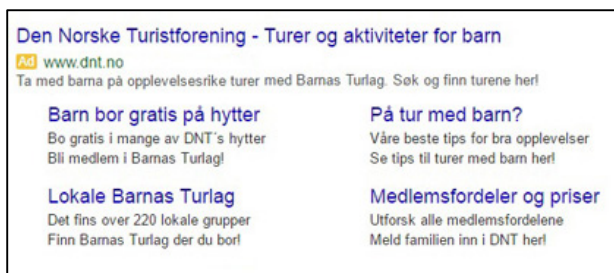 Den Norske Turistforening - Turer og aktiviteter for barn
Ad www.dnt.no
Ta med barna på opplevelsesrike turer med Barnas Turlag. Søk og finn turene her!
Barn bor gratis på hytter
Bo gratis i mange av DNT´s hytter
Bli medlem i Barnas Turlag!
På tur med barn?
Våre beste tips for bra opplevelser
Se tips til turer med barn her!
Lokale Barnas Turlag
Det fins over 220 lokale grupper
Finn Barnas Turlag der du bor!
Medlemsfordeler og priser
Utforsk alle medlemsfordelene
Meld familien inn i DNT her!